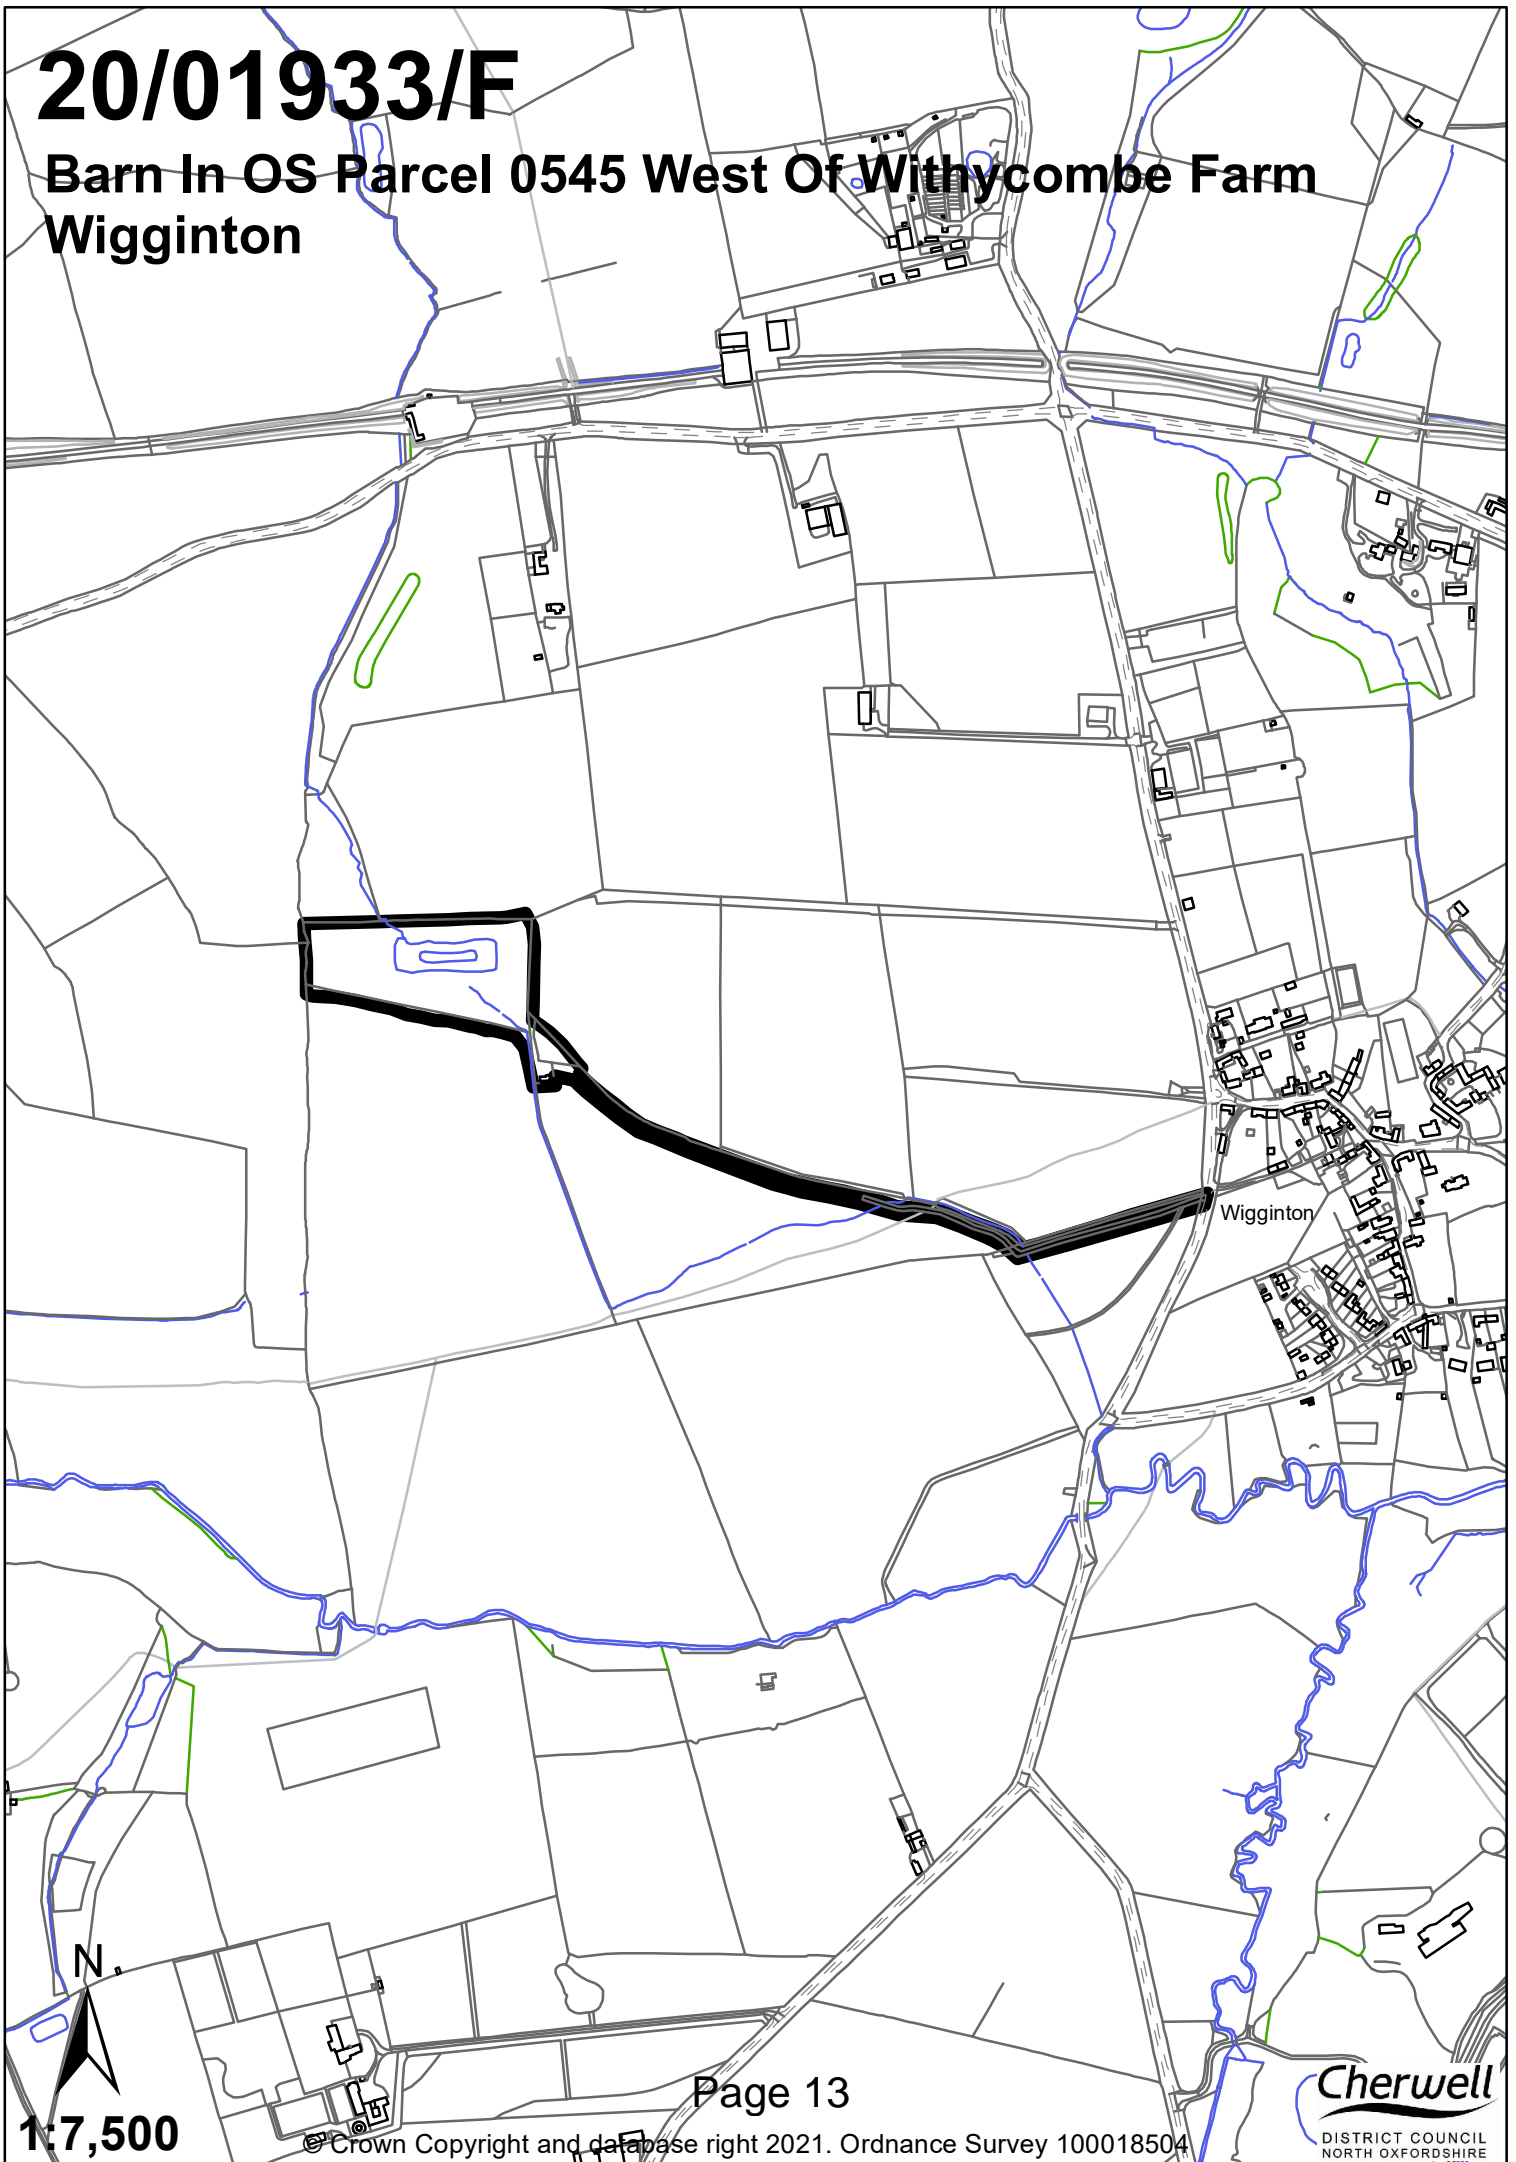 20/01933/F
Barn In OS Parcel 0545 West Of Withycombe Farm
Wigginton
Wigginton
N
1:7,500
Page 13
© Crown Copyright and database right 2021. Ordnance Survey 100018504
Cherwell
DISTRICT COUNCIL
NORTH OXFORDSHIRE